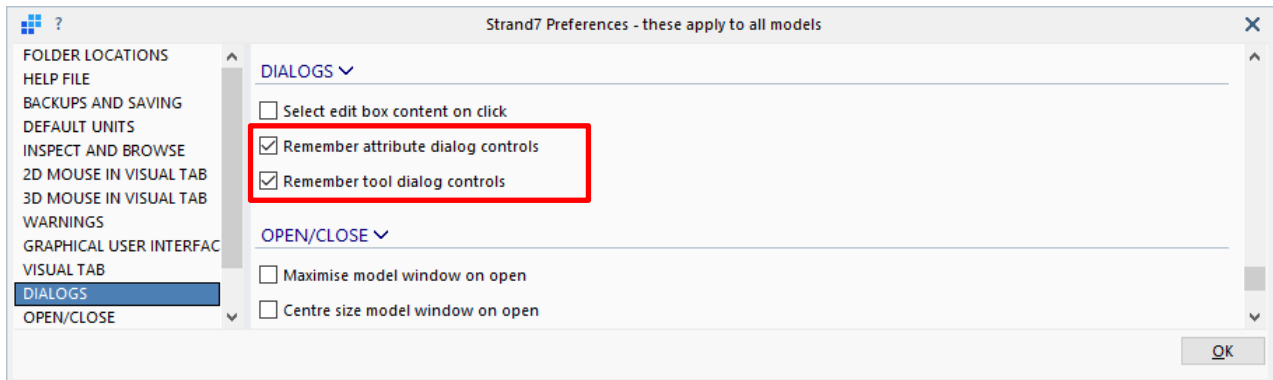 ? Strand7 Preferences - these apply to all models
FOLDER LOCATIONS
HELP FILE
BACKUPS AND SAVING
DEFAULT UNITS
INSPECT AND BROWSE
2D MOUSE IN VISUAL TAB
3D MOUSE IN VISUAL TAB
WARNINGS
GRAPHICAL USER INTERFAC
VISUAL TAB
DIALOGS
OPEN/CLOSE
DIALOGS
Select edit box content on click
Remember attribute dialog controls
Remember tool dialog controls
OPEN/CLOSE
Maximise model window on open
Centre size model window on open
OK